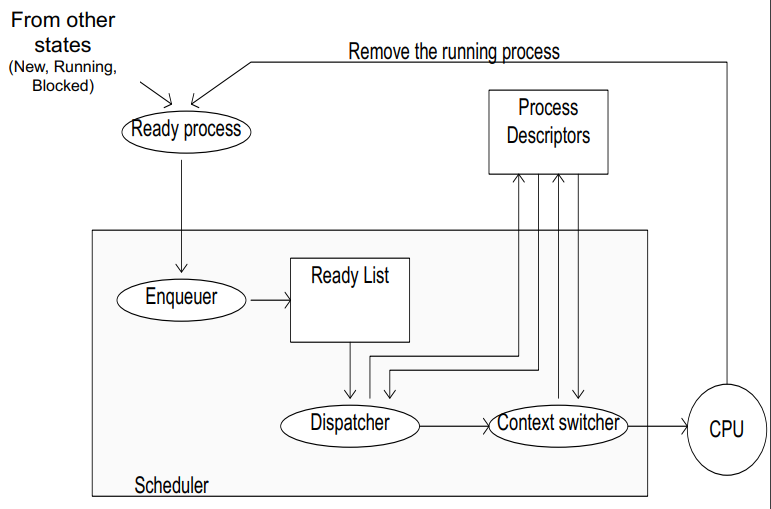 From other
states
(New, Running,
Blocked)
Remove the running process
Ready process
Process
Descriptors
Enqueuer
Ready List
Dispatcher
Context switcher
CPU
Scheduler